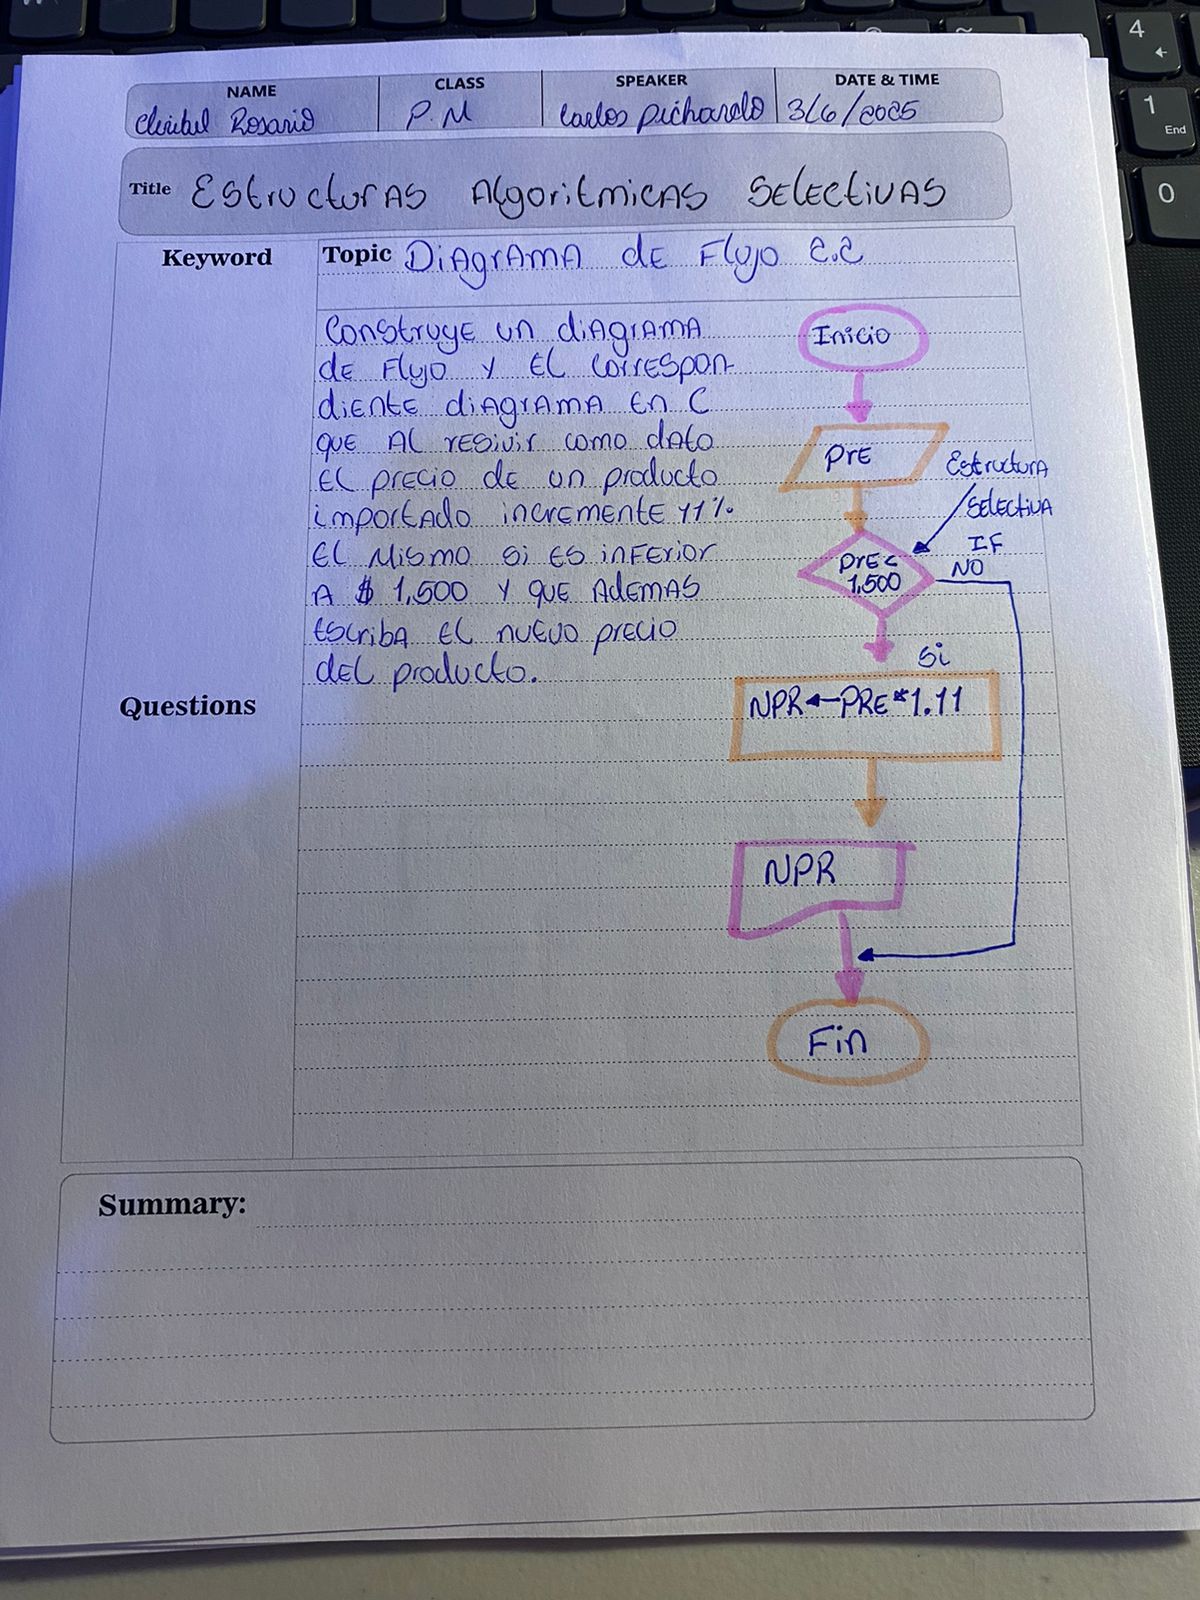 NAME CLASS SPEAKER DATE & TIME
Rosario P.M Carlos Pichardo 3/6/2025
Title Estructuras Algoritmicas Selectivas
Keyword
Topic Diagrama de Flujo 2.2
Construye un diagrama
de Flujo y el correspon-
diente diagrama en C
que al resivir como dato
el precio de un producto
importado incremente 11%
el mismo si es inferior
a $ 1,500 y que ademas
escriba el nuevo precio
del producto.
Questions
Inicio
PrE
Estructura
Selectiva
IF
PrE <
1,500
NO
Si
NPR←PRE*1.11
NPR
Fin
Summary:
4
1
End
0